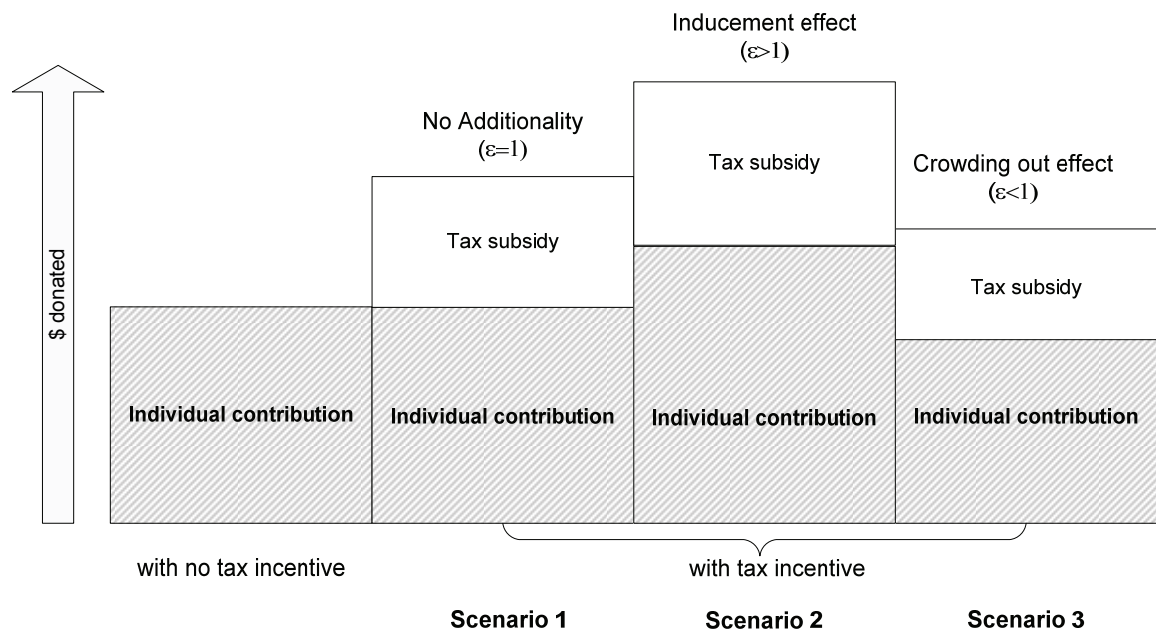 Inducement effect
(ε>1)
No Additionality
(ε=1)
Tax subsidy
Crowding out effect
(ε<1)
Tax subsidy
Tax subsidy
$ donated
Individual contribution
Individual contribution
Individual contribution
Individual contribution
with no tax incentive
with tax incentive
Scenario 1
Scenario 2
Scenario 3